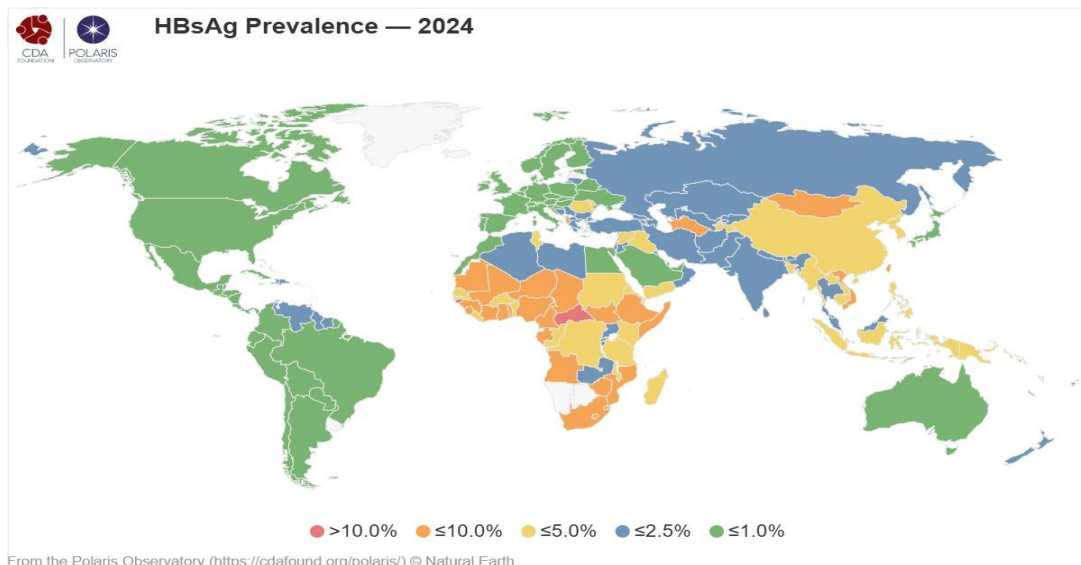 HBsAg Prevalence — 2024
CDA
FOUNDATION
POLARIS
OBSERVATORY
>10.0% ≤10.0% ≤5.0% ≤2.5% ≤1.0%
From the Polaris Observatory (https://cdafound.org/polaris/) © Natural Earth